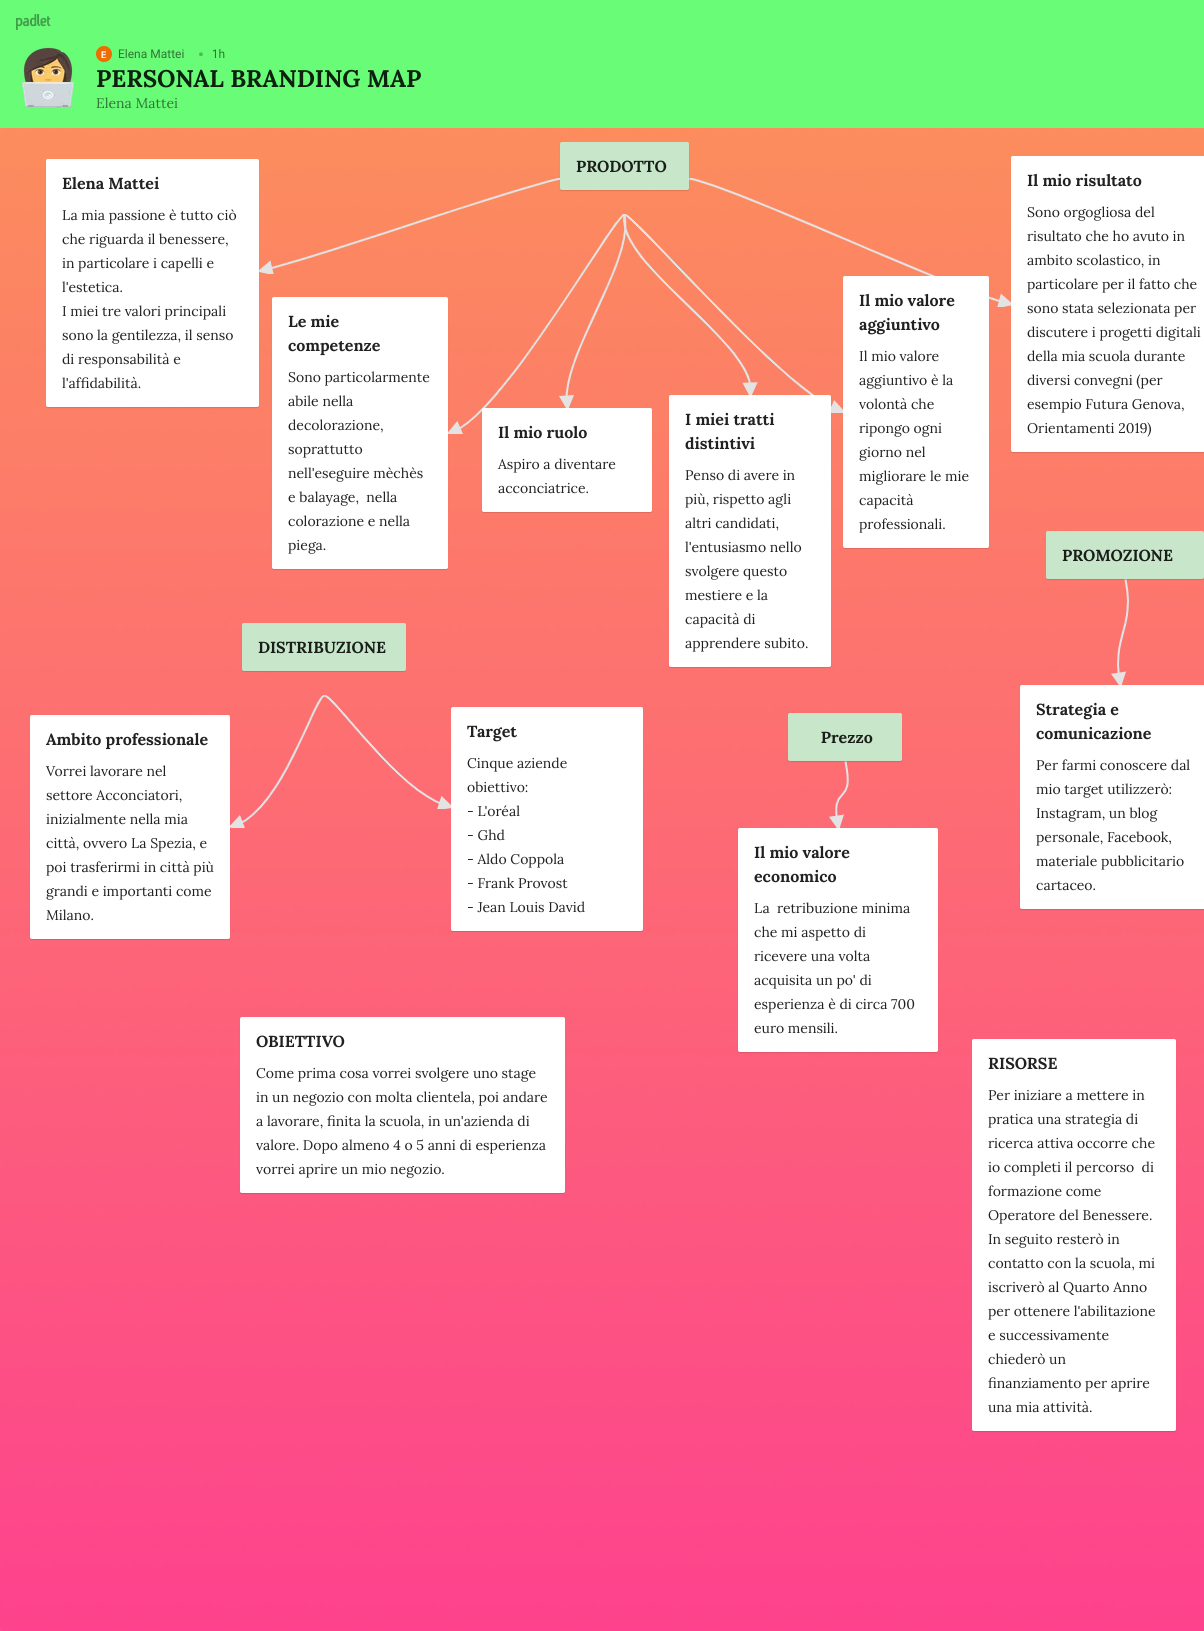 padlet
E Elena Mattei • 1h
PERSONAL BRANDING MAP
Elena Mattei
PRODOTTO
Elena Mattei
La mia passione è tutto ciò
che riguarda il benessere,
in particolare i capelli e
l'estetica.
I miei tre valori principali
sono la gentilezza, il senso
di responsabilità e
l'affidabilità.
Le mie
competenze
Sono particolarmente
abile nella
decolorazione,
soprattutto
nell'eseguire mèchès
e balayage,  nella
colorazione e nella
piega.
Il mio ruolo
Aspiro a diventare
acconciatrice.
I miei tratti
distintivi
Penso di avere in
più, rispetto agli
altri candidati,
l'entusiasmo nello
svolgere questo
mestiere e la
capacità di
apprendere subito.
Il mio valore
aggiuntivo
Il mio valore
aggiuntivo è la
volontà che
ripongo ogni
giorno nel
migliorare le mie
capacità
professionali.
Il mio risultato
Sono orgogliosa del
risultato che ho avuto in
ambito scolastico, in
particolare per il fatto che
sono stata selezionata per
discutere i progetti digitali
della mia scuola durante
diversi convegni (per
esempio Futura Genova,
Orientamenti 2019)
DISTRIBUZIONE
Ambito professionale
Vorrei lavorare nel
settore Acconciatori,
inizialmente nella mia
città, ovvero La Spezia, e
poi trasferirmi in città più
grandi e importanti come
Milano.
Target
Cinque aziende
obiettivo:
- L'oréal
- Ghd
- Aldo Coppola
- Frank Provost
- Jean Louis David
Prezzo
Il mio valore
economico
La  retribuzione minima
che mi aspetto di
ricevere una volta
acquisita un po' di
esperienza è di circa 700
euro mensili.
PROMOZIONE
Strategia e
comunicazione
Per farmi conoscere dal
mio target utilizzerò:
Instagram, un blog
personale, Facebook,
materiale pubblicitario
cartaceo.
OBIETTIVO
Come prima cosa vorrei svolgere uno stage
in un negozio con molta clientela, poi andare
a lavorare, finita la scuola, in un'azienda di
valore. Dopo almeno 4 o 5 anni di esperienza
vorrei aprire un mio negozio.
RISORSE
Per iniziare a mettere in
pratica una strategia di
ricerca attiva occorre che
io completi il percorso  di
formazione come
Operatore del Benessere.
In seguito resterò in
contatto con la scuola, mi
iscriverò al Quarto Anno
per ottenere l'abilitazione
e successivamente
chiederò un
finanziamento per aprire
una mia attività.